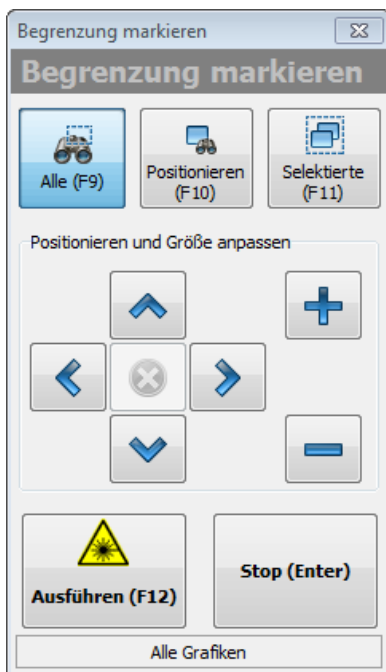 Begrenzung markieren
Begrenzung markieren
Alle (F9)
Positionieren
(F10)
Selektierte
(F11)
Positionieren und Größe anpassen
Ausführen (F12)
Stop (Enter)
Alle Grafiken